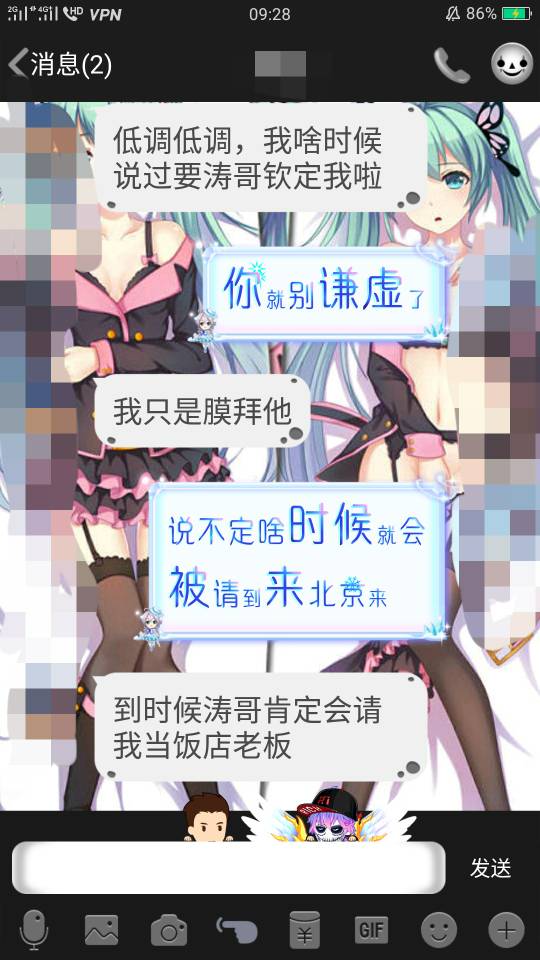 2G 4G HD VPN 09:28 86%
消息(2)
低调低调，我啥时候
说过要涛哥钦定我啦
你就别谦虚了
我只是膜拜他
说不定啥时候就会
被请到来北京来
到时候涛哥肯定会请
我当饭店老板
发送
GIF